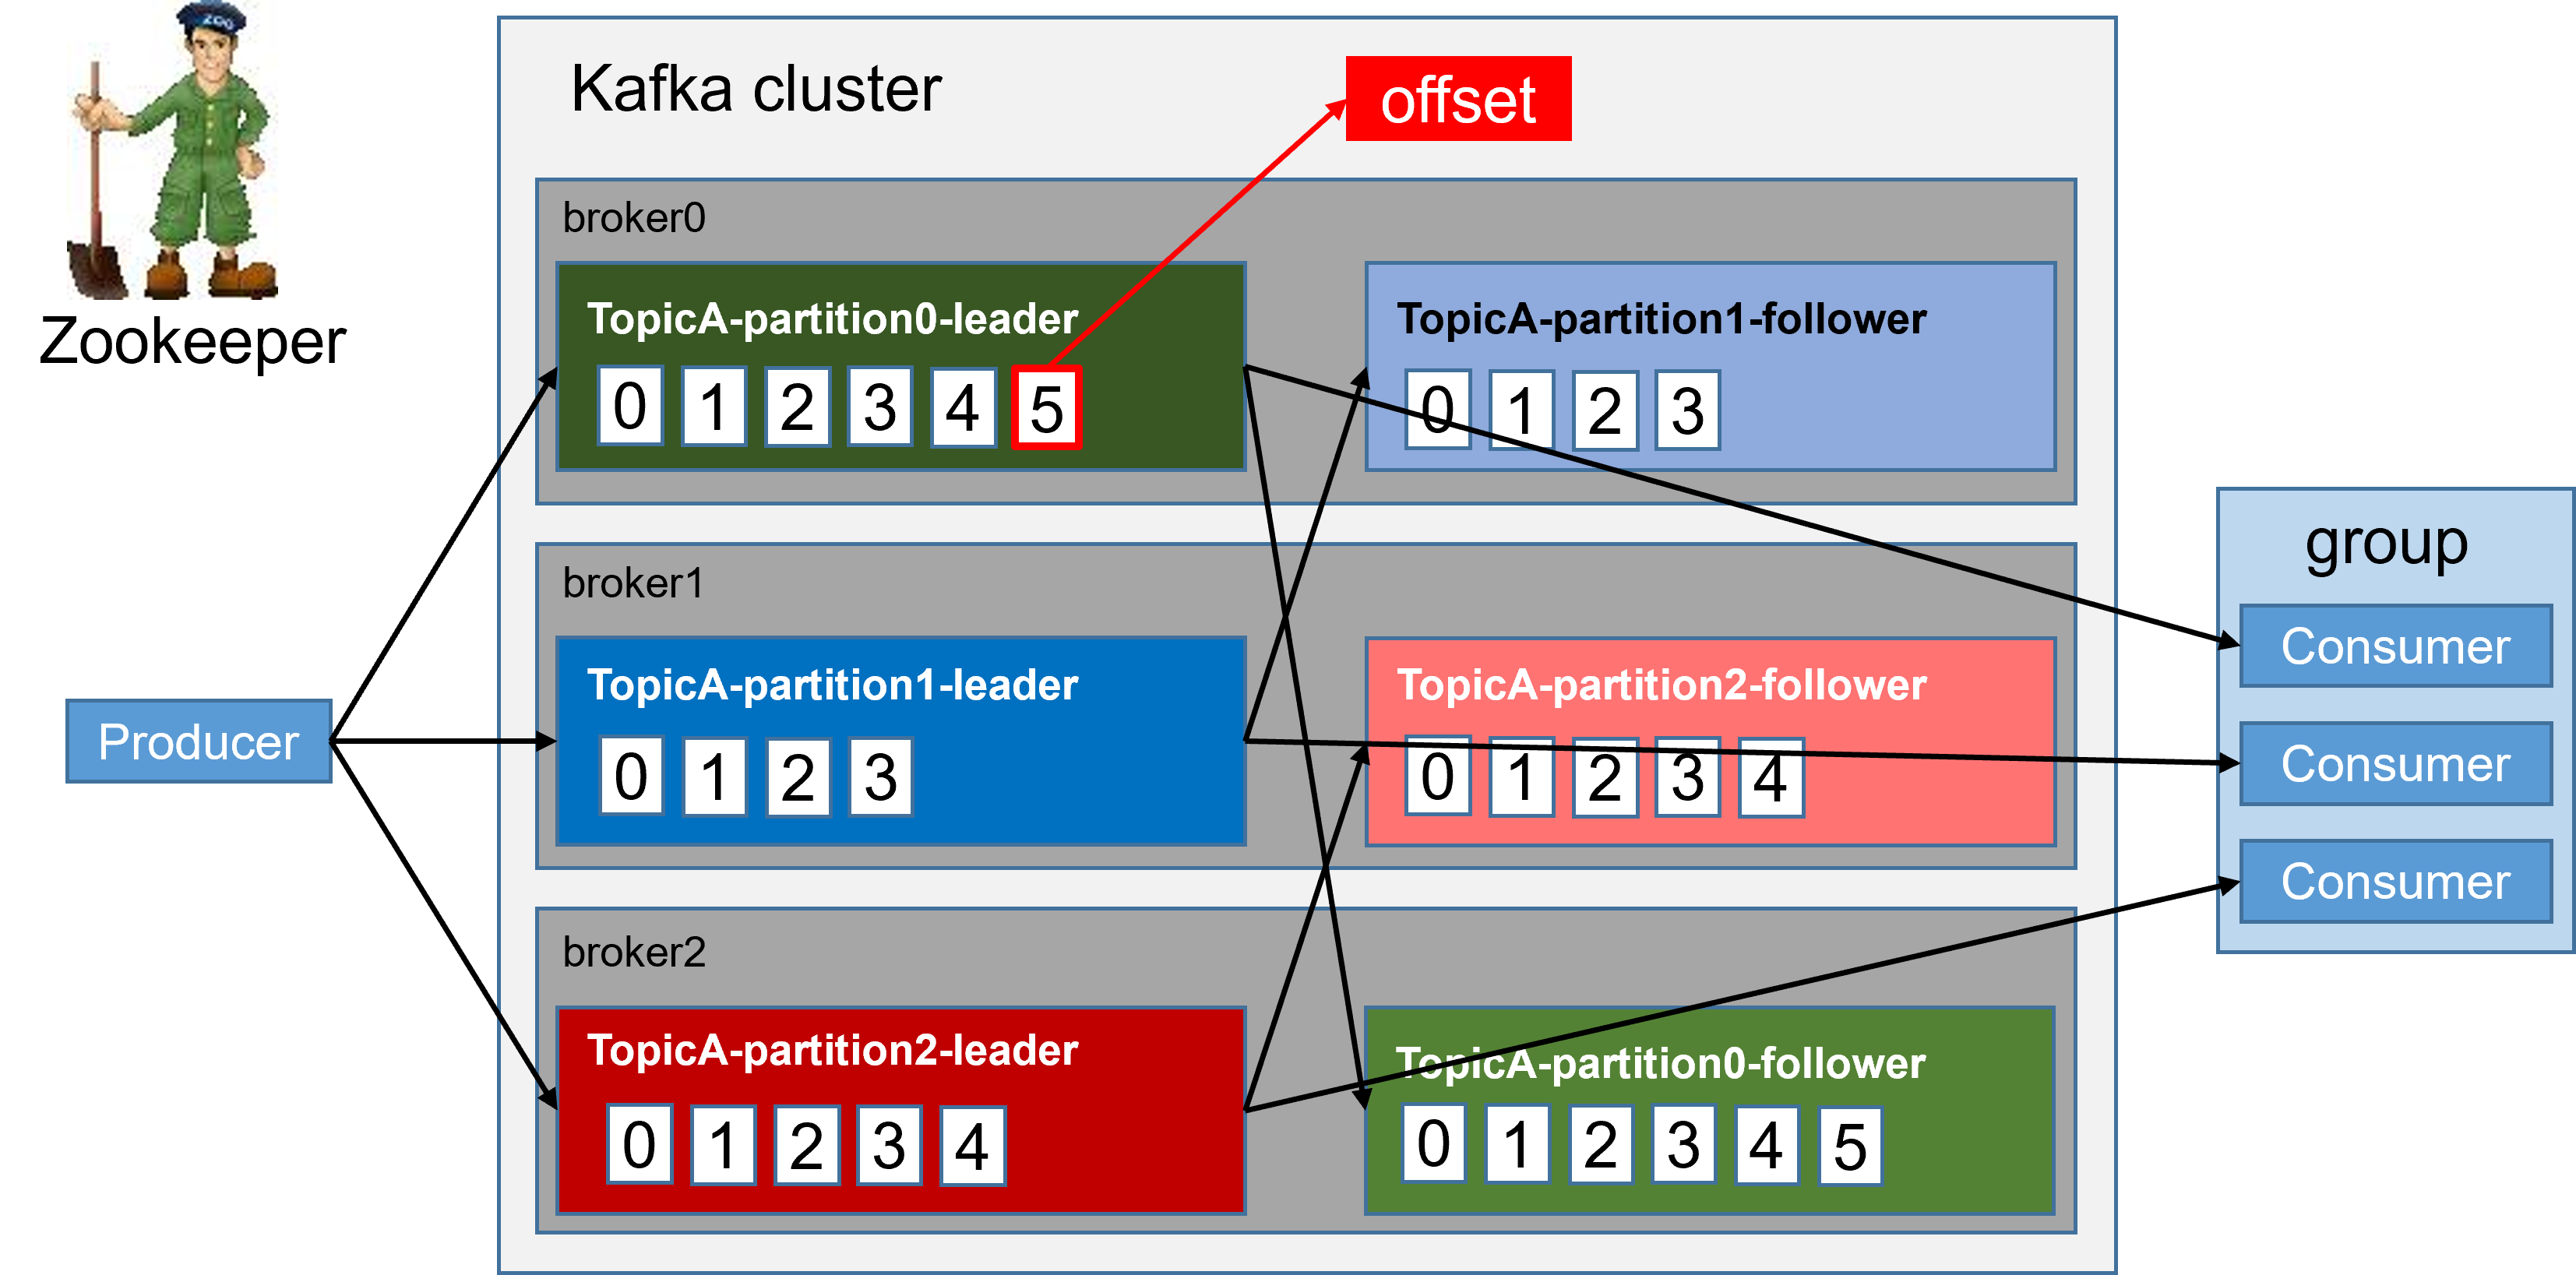 ZOO
Zookeeper
Kafka cluster
offset
broker0
TopicA-partition0-leader
0 1 2 3 4 5
TopicA-partition1-follower
0 1 2 3
broker1
TopicA-partition1-leader
0 1 2 3
TopicA-partition2-follower
0 1 2 3 4
broker2
TopicA-partition2-leader
0 1 2 3 4
TopicA-partition0-follower
0 1 2 3 4 5
Producer
group
Consumer
Consumer
Consumer